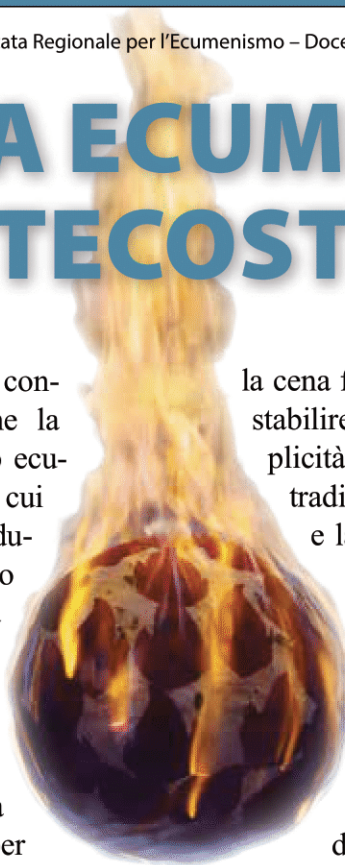 ata Regionale per l'Ecumenismo – Doce
A ECUM
TECOST
con-
ne la
o ecu-
cui
du-
o
a
er
la cena f
stabilire
plicità
tradi
e la
d